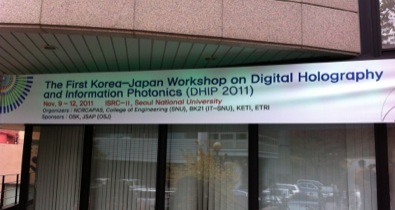 The First Korea-Japan Workshop on Digital Holography
and Information Photonics (DHIP 2011)
Nov. 9 - 12, 2011 ISRC-II, Seoul National University
Organizers : NCRCAPAS, College of Engineering (SNU), BK21 (IT-SNU), KETI, ETRI
Sponsors : OSK, JSAP (OSJ)